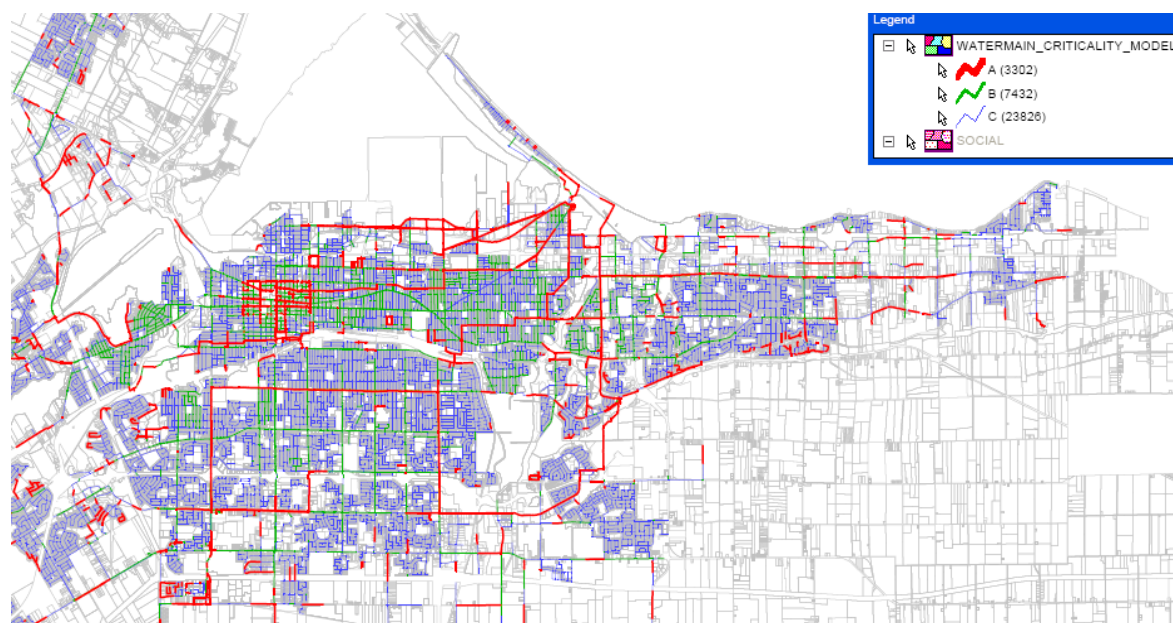 Legend
WATERMAIN_CRITICALITY_MODEL
A (3302)
B (7432)
C (23826)
SOCIAL